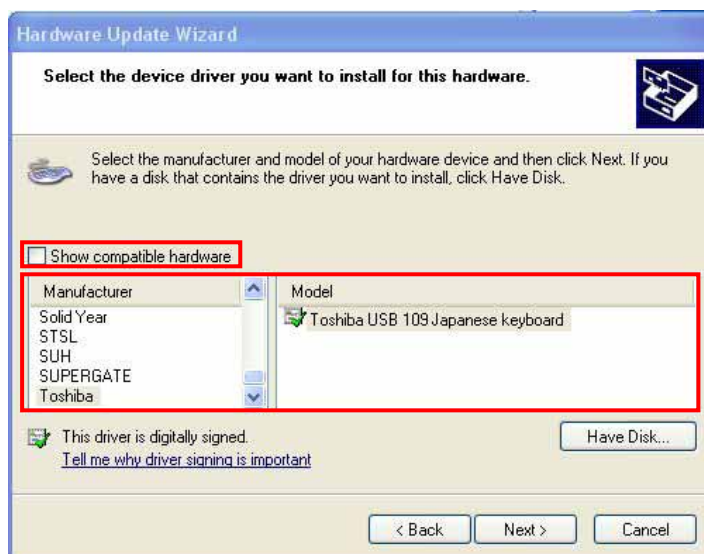 Hardware Update Wizard
Select the device driver you want to install for this hardware.
Select the manufacturer and model of your hardware device and then click Next. If you
have a disk that contains the driver you want to install, click Have Disk.
Show compatible hardware
Manufacturer
Solid Year
STSL
SUH
SUPERGATE
Toshiba
Model
Toshiba USB 109 Japanese keyboard
This driver is digitally signed.
Tell me why driver signing is important
Have Disk...
< Back
Next >
Cancel